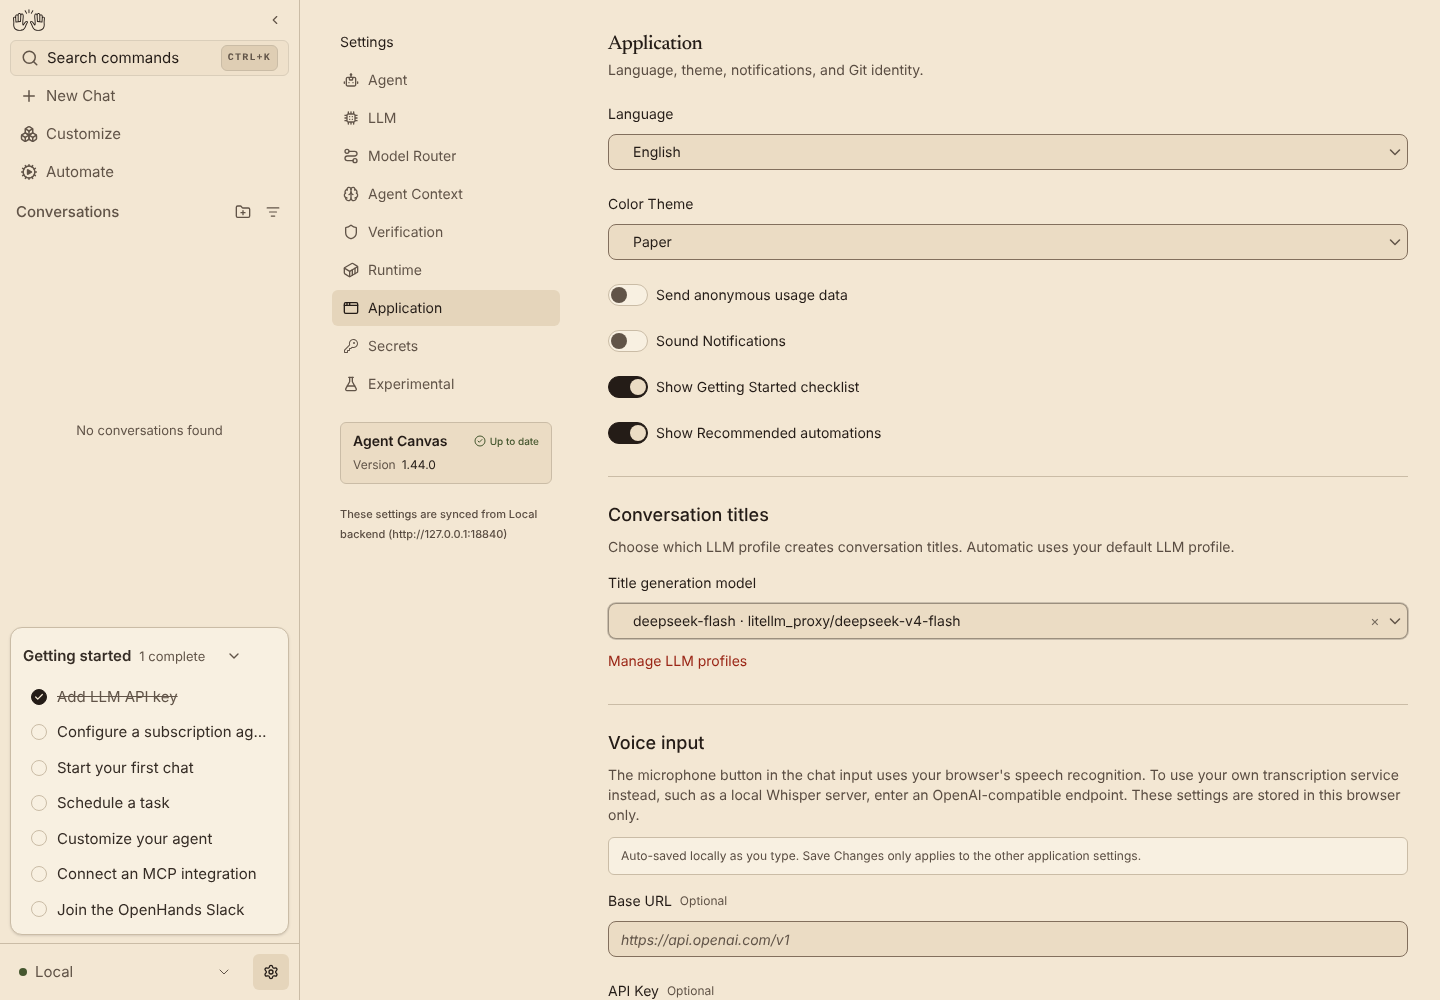 Search commands
CTRL+K
New Chat
Customize
Automate
Conversations
No conversations found
Getting started 1 complete
Add LLM API key
Configure a subscription ag...
Start your first chat
Schedule a task
Customize your agent
Connect an MCP integration
Join the OpenHands Slack
Local
Settings
Agent
LLM
Model Router
Agent Context
Verification
Runtime
Application
Secrets
Experimental
Agent Canvas Up to date
Version 1.44.0
These settings are synced from Local
backend (http://127.0.0.1:18840)
Application
Language, theme, notifications, and Git identity.
Language
English
Color Theme
Paper
Send anonymous usage data
Sound Notifications
Show Getting Started checklist
Show Recommended automations
Conversation titles
Choose which LLM profile creates conversation titles. Automatic uses your default LLM profile.
Title generation model
deepseek-flash · litellm_proxy/deepseek-v4-flash
Manage LLM profiles
Voice input
The microphone button in the chat input uses your browser's speech recognition. To use your own transcription service
instead, such as a local Whisper server, enter an OpenAI-compatible endpoint. These settings are stored in this browser
only.
Auto-saved locally as you type. Save Changes only applies to the other application settings.
Base URL Optional
https://api.openai.com/v1
API Key Optional